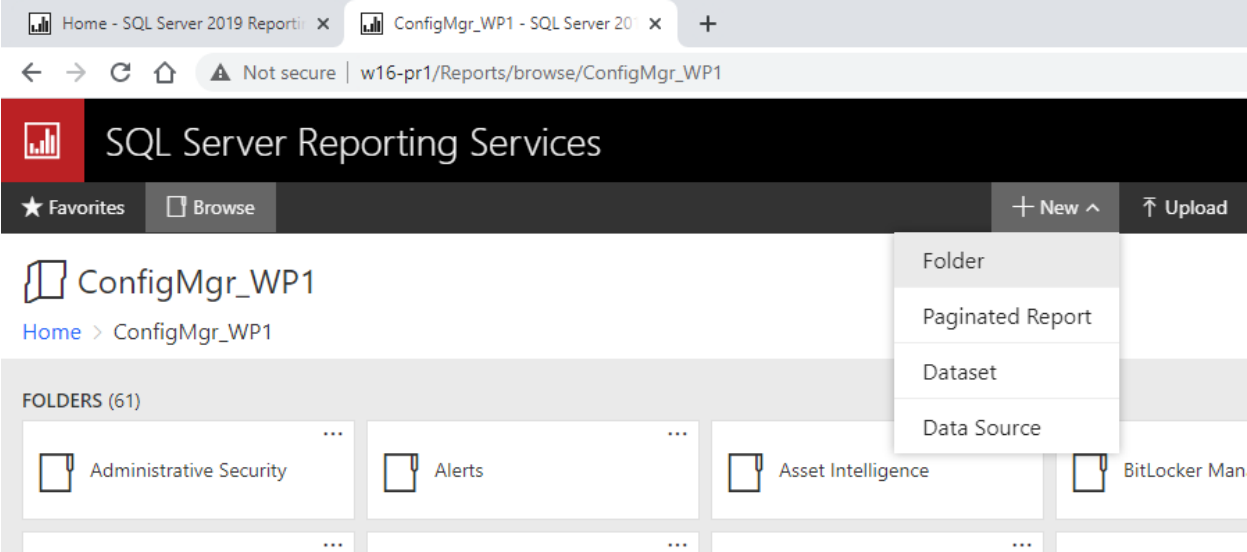 Home - SQL Server 2019 Reporti
ConfigMgr_WP1 - SQL Server 20
Not secure | w16-pr1/Reports/browse/ConfigMgr_WP1
SQL Server Reporting Services
Favorites Browse New Upload
Folder
Paginated Report
Dataset
Data Source
ConfigMgr_WP1
Home > ConfigMgr_WP1
FOLDERS (61)
Administrative Security
Alerts
Asset Intelligence
BitLocker Man